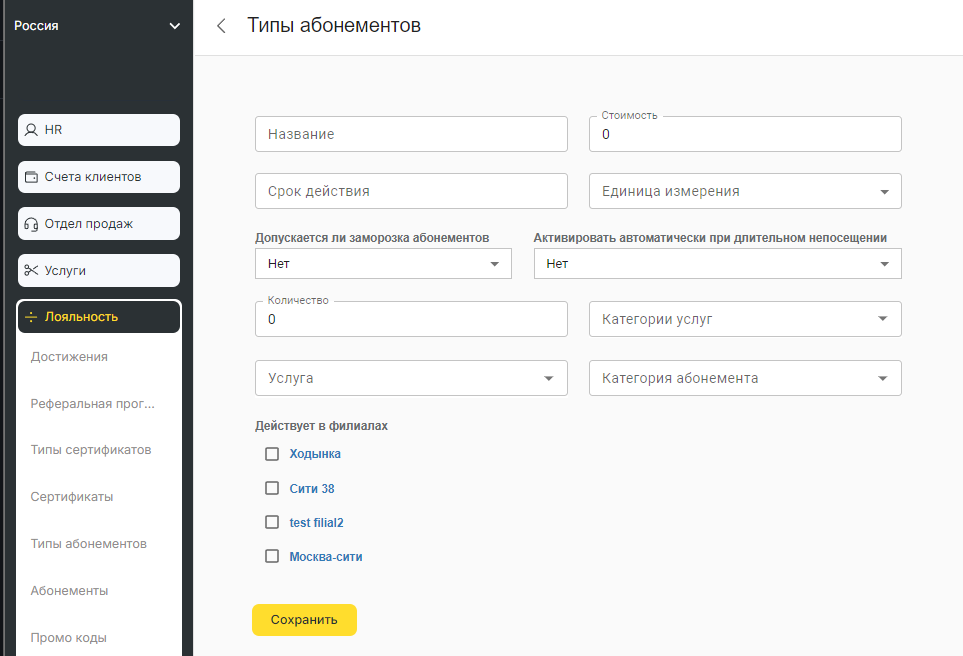 Россия
HR
Счета клиентов
Отдел продаж
Услуги
Лояльность
Достижения
Реферальная прог...
Типы сертификатов
Сертификаты
Типы абонементов
Абонементы
Промо коды
Типы абонементов
Название
Стоимость
0
Срок действия
Единица измерения
Допускается ли заморозка абонементов
Нет
Активировать автоматически при длительном непосещении
Нет
Количество
0
Категории услуг
Услуга
Категория абонемента
Действует в филиалах
Ходынка
Сити 38
test filial2
Москва-сити
Сохранить